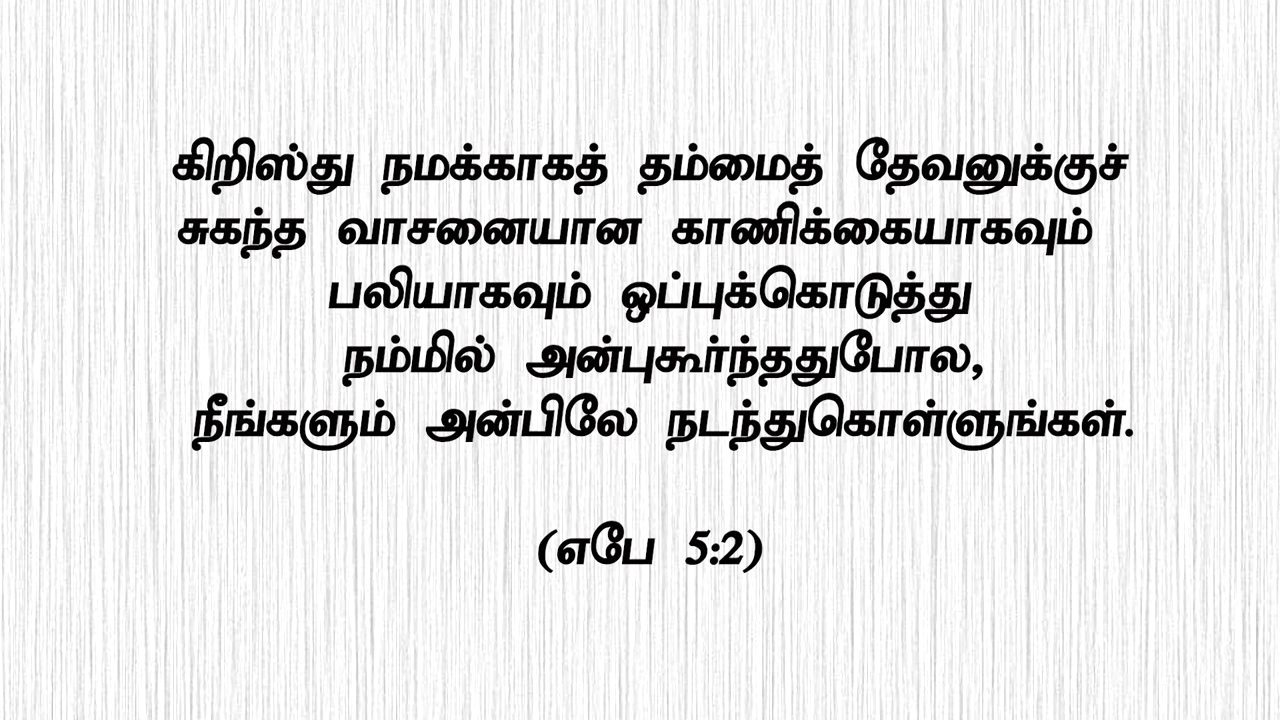 கிறிஸ்து நமக்காகத் தம்மைத் தேவனுக்குச்
சுகந்த வாசனையான காணிக்கையாகவும்
பலியாகவும் ஒப்புக்கொடுத்து
நம்மில் அன்புகூர்ந்ததுபோல,
நீங்களும் அன்பிலே நடந்துகொள்ளுங்கள்.
(எபே 5:2)